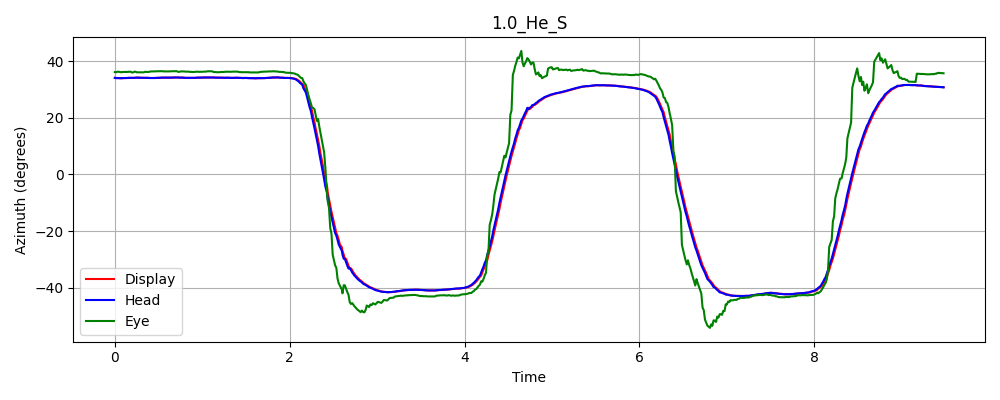 1.0_He_S
Azimuth (degrees)
40
20
0
−20
−40
Display
Head
Eye
0 2 4 6 8
Time